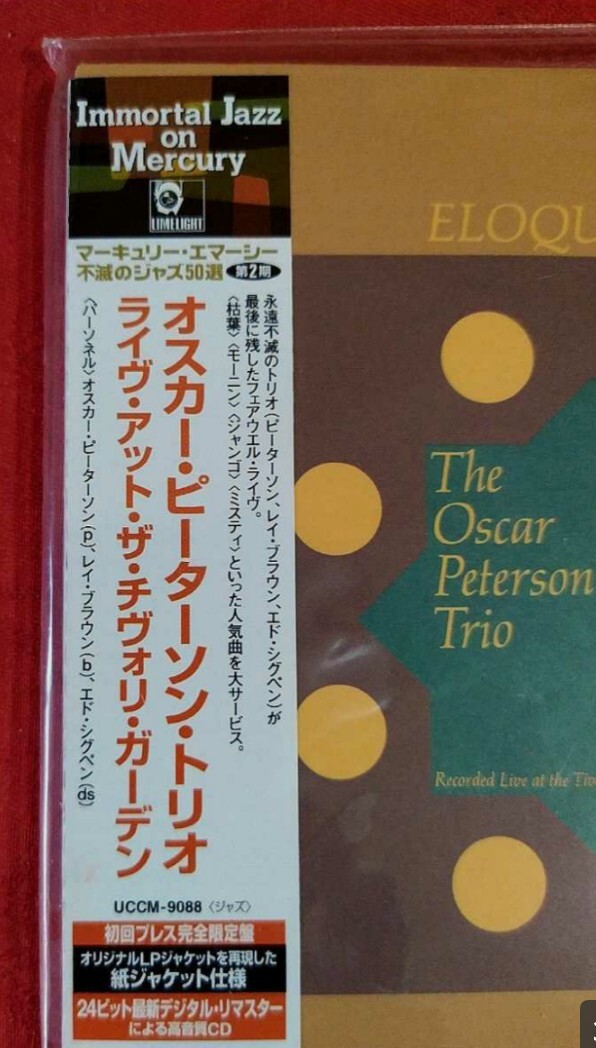 Immortal Jazz
on
Mercury
LIMELIGHT
マーキュリー・エマーシー
不滅のジャズ50選 第2期
永遠不滅のトリオ(ピーターソン、レイ・ブラウン、エド・シグペン)が
最後に残したフェアウエル・ライヴ。
〈枯葉〉〈モーニン〉〈ジャンゴ〉〈ミスティ〉といった人気曲を大サービス。
オスカー・ピーターソン・トリオ
ライヴ・アット・ザ・チヴォリ・ガーデン
〈パーソネル〉オスカー・ピーターソン(p)、レイ・ブラウン(b)、エド・シグペン(ds)
UCCM-9088 〈ジャズ〉
初回プレス完全限定盤
オリジナルLPジャケットを再現した
紙ジャケット仕様
24ビット最新デジタル・リマスター
による高音質CD
ELOQU
The
Oscar
Peterson
Trio
Recorded Live at the Tiv